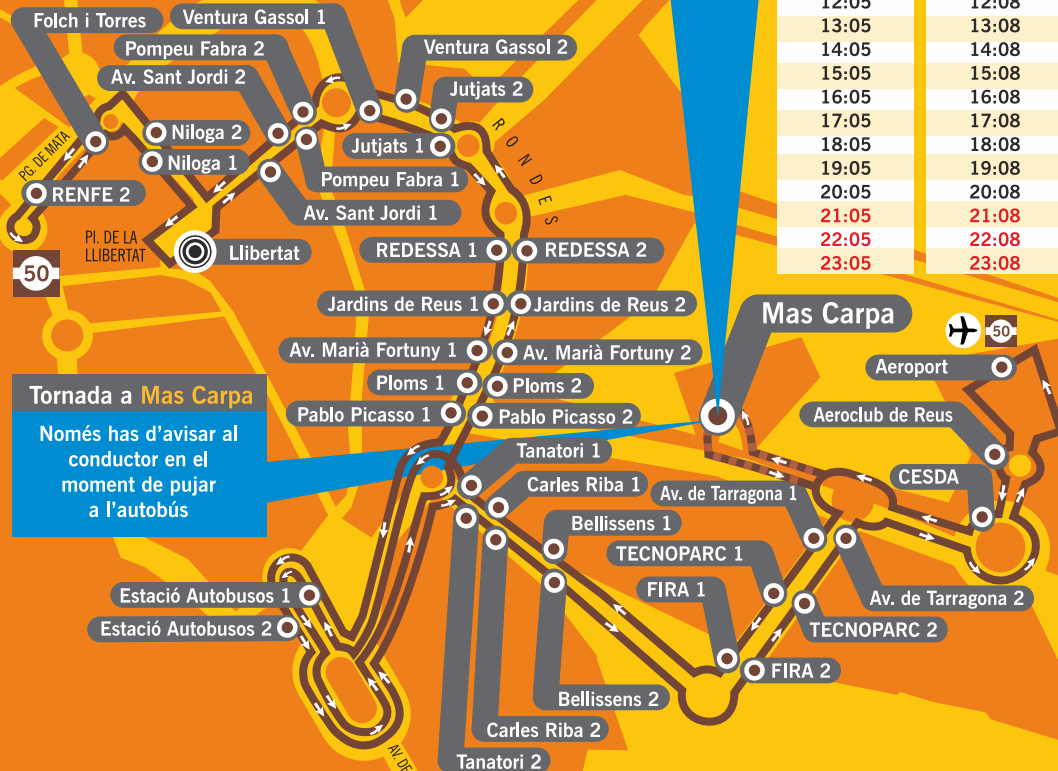 12:05 12:08
13:05 13:08
14:05 14:08
15:05 15:08
16:05 16:08
17:05 17:08
18:05 18:08
19:05 19:08
20:05 20:08
21:05 21:08
22:05 22:08
23:05 23:08
Folch i Torres
Ventura Gassol 1
Pompeu Fabra 2
Ventura Gassol 2
Av. Sant Jordi 2
Jutjats 2
RONDES
Niloga 2
Jutjats 1
PG. DE MATA
Niloga 1
Pompeu Fabra 1
RENFE 2
Av. Sant Jordi 1
PI. DE LA
LLIBERTAT
Llibertat
REDESSA 1
REDESSA 2
50
Jardins de Reus 1
Jardins de Reus 2
Mas Carpa
50
Av. Marià Fortuny 1
Av. Marià Fortuny 2
Aeroport
Ploms 1
Ploms 2
Tornada a Mas Carpa
Només has d'avisar al
conductor en el
moment de pujar
a l'autobús
Pablo Picasso 1
Pablo Picasso 2
Aeroclub de Reus
Tanatori 1
Carles Riba 1
CESDA
Av. de Tarragona 1
Bellissens 1
TECNOPARC 1
FIRA 1
Estació Autobusos 1
Av. de Tarragona 2
Estació Autobusos 2
TECNOPARC 2
FIRA 2
Bellissens 2
Carles Riba 2
Tanatori 2
AV. DE